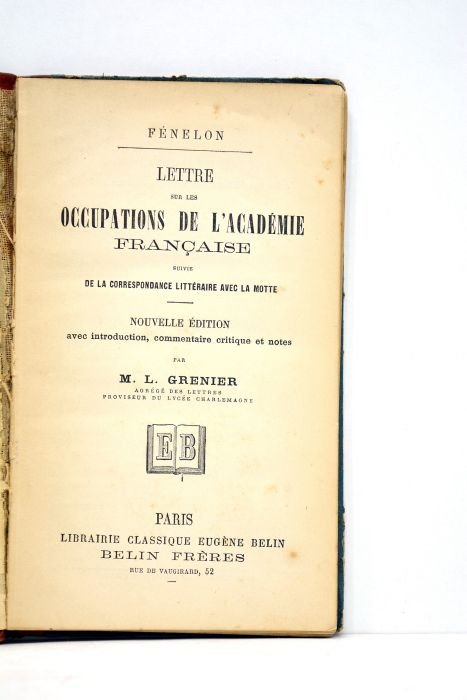 FÉNELON
LETTRE
SUR LES
OCCUPATIONS DE L'ACADÉMIE
FRANÇAISE
SUIVIE
DE LA CORRESPONDANCE LITTÉRAIRE AVEC LA MOTTE
NOUVELLE ÉDITION
avec introduction, commentaire critique et notes
PAR
M. L. GRENIER
AGRÉGÉ DES LETTRES
PROVISEUR DU LYCÉE CHARLEMAGNE
EB
PARIS
LIBRAIRIE CLASSIQUE EUGÈNE BELIN
BELIN FRÈRES
RUE DE VAUGIRARD, 52